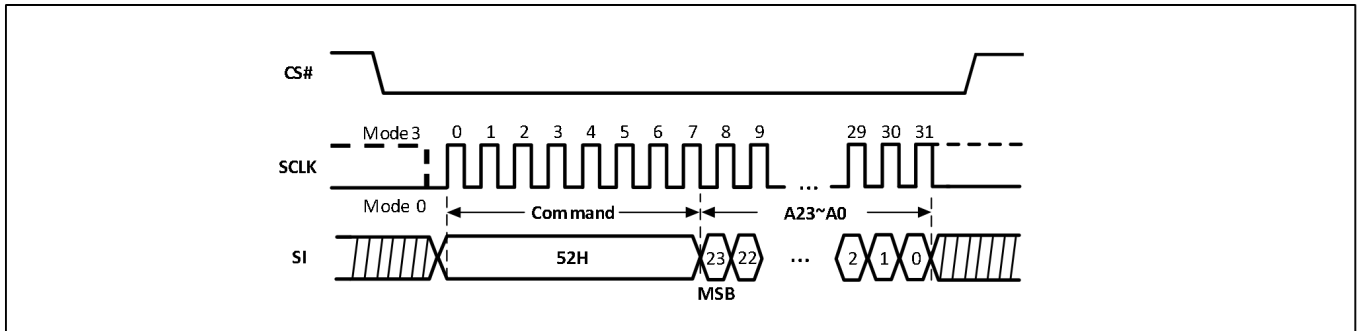 CS#
Mode 3 0 1 2 3 4 5 6 7 8 9 29 30 31
SCLK
...
Mode 0 Command A23~A0
SI 52H 23 22 ... 2 1 0
MSB